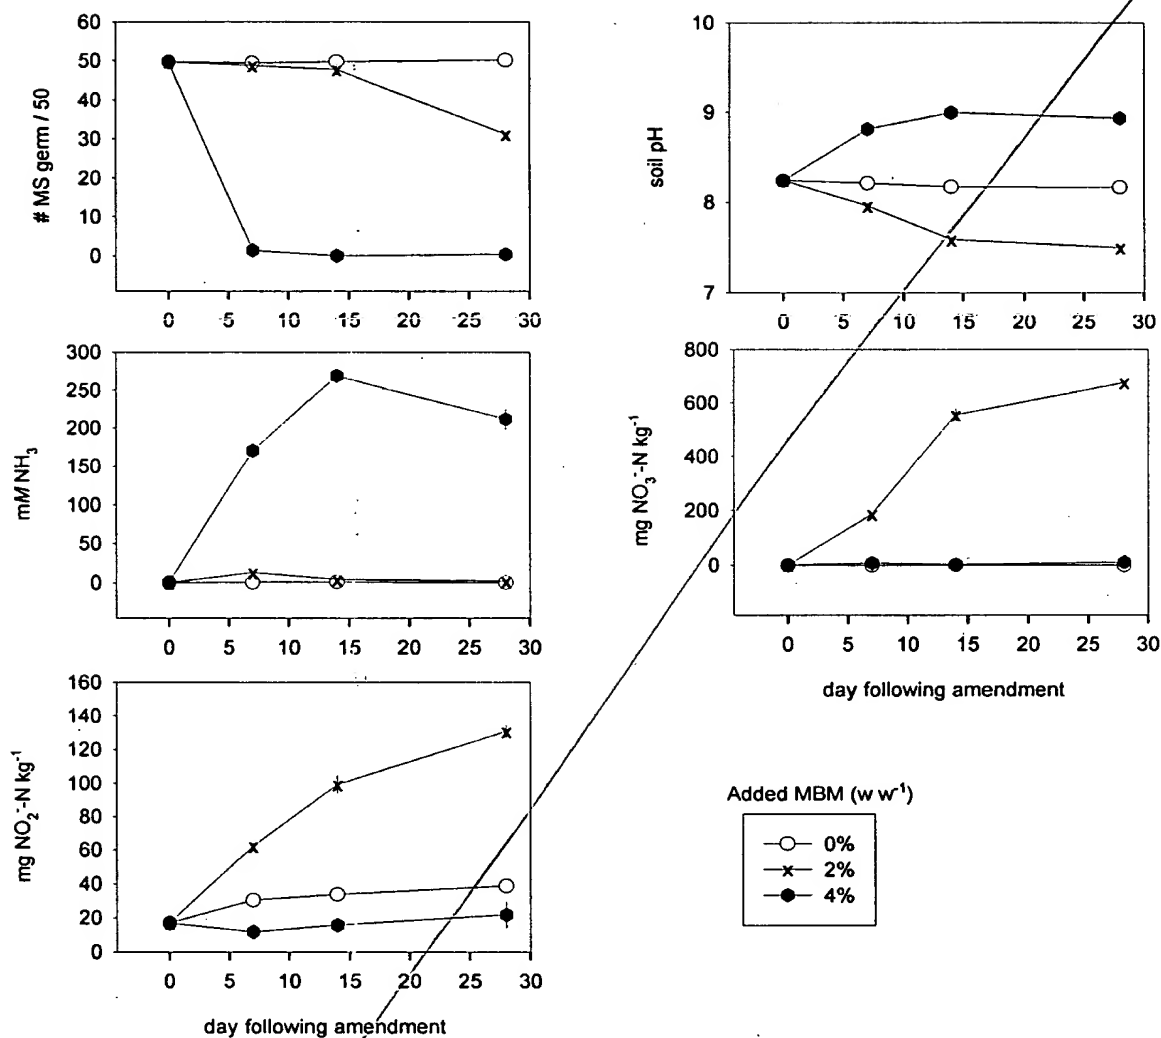 # MS germ / 50
60
50
40
30
20
10
0
0 5 10 15 20 25 30
soil pH
10
9
8
7
0 5 10 15 20 25 30
mM NH₃
300
250
200
150
100
50
0
0 5 10 15 20 25 30
mg NO₃⁻-N kg⁻¹
800
600
400
200
0
0 5 10 15 20 25 30
day following amendment
mg NO₂⁻-N kg⁻¹
160
140
120
100
80
60
40
20
0
0 5 10 15 20 25 30
day following amendment
Added MBM (w w⁻¹)
0%
2%
4%